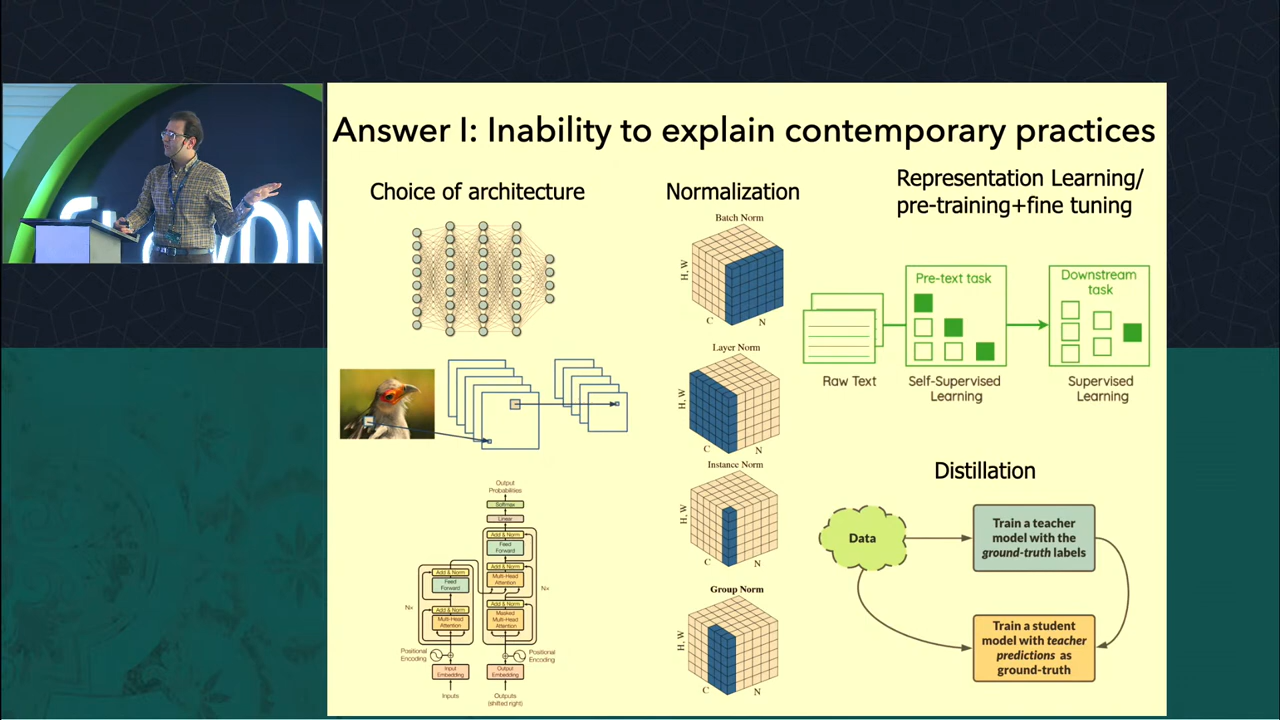 Answer I: Inability to explain contemporary practices
Choice of architecture
Output
Probabilities
Softmax
Linear
Add & Norm
Feed
Forward
Add & Norm
Multi-Head
Attention
Add & Norm
Masked
Multi-Head
Attention
Nx
Add & Norm
Feed
Forward
Add & Norm
Multi-Head
Attention
Nx
Positional
Encoding
Positional
Encoding
Input
Embedding
Output
Embedding
Inputs
Outputs
(shifted right)
Normalization
Batch Norm
H, W
C
N
Layer Norm
H, W
C
N
Instance Norm
H, W
C
N
Group Norm
H, W
C
N
Representation Learning/
pre-training+fine tuning
Pre-text task
Downstream
task
Raw Text
Self-Supervised
Learning
Supervised
Learning
Distillation
Data
Train a teacher
model with the
ground-truth labels
Train a student
model with teacher
predictions as
ground-truth